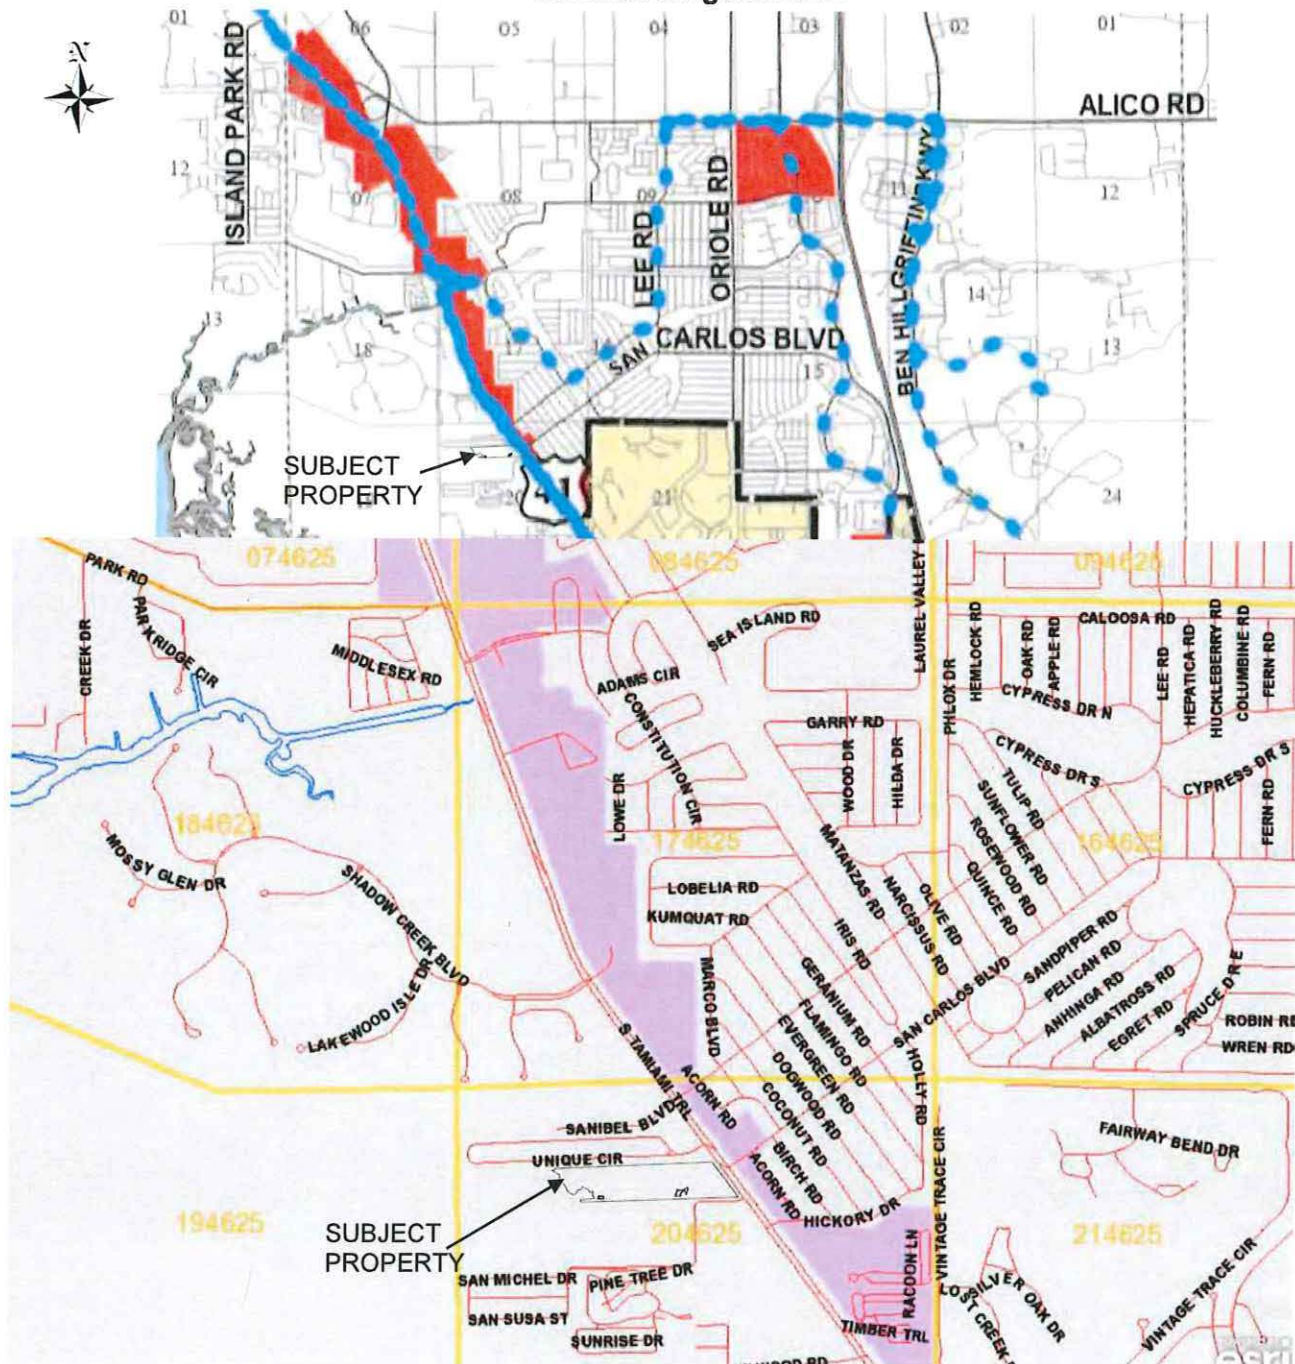 N
01
06
05
04
03
02
01
ISLAND PARK RD
ALICO RD
12
07
08
09
LEE RD
ORIOLE RD
11
BEN HILL GRIFFIN PKWY
12
13
18
17
14
13
SAN CARLOS BLVD
15
SUBJECT
PROPERTY
20
41
21
24
074625
084625
094625
PARK RD
PARKRIDGE CIR
CREEK DR
MIDDLESEX RD
SEA ISLAND RD
LAUREL VALLEY
ADAMS CIR
CONSTITUTION CIR
PHLOX DR
HEMLOCK RD
OAK RD
APPLE RD
CALOOSA RD
LEE RD
HEPATICA RD
HUCKLEBERRY RD
COLUMBINE RD
FERN RD
CYPRESS DR N
GARRY RD
WOOD DR
HILDA DR
CYPRESS DR S
CYPRESS DR S
LOWE DR
TULIP RD
SUNFLOWER RD
ROSEWOOD RD
QUINCE RD
FERN RD
184625
174625
164625
MOSSY GLEN DR
SHADOW CREEK BLVD
MATANZAS RD
NARCISSUS RD
OLIVE RD
LOBELIA RD
KUMQUAT RD
IRIS RD
LAKEWOOD ISLE DR
MARCO BLVD
GERANIUM RD
FLAMINGO RD
EVERGREEN RD
DOGWOOD RD
COCONUT RD
SAN CARLOS BLVD
SANDPIPER RD
PELICAN RD
ANHINGA RD
ALBATROSS RD
EGRET RD
SPRUCE DR E
ROBIN RD
WREN RD
S TAMIAMI TRL
ACORN RD
HOLLY RD
SANIBEL BLVD
UNIQUE CIR
BIRCH RD
ACORN RD
HICKORY DR
VINTAGE TRACE CIR
FAIRWAY BEND DR
194625
204625
214625
SUBJECT
PROPERTY
SAN MICHEL DR
PINE TREE DR
SAN SUSA ST
SUNRISE DR
RACOON LN
TIMBER TRL
SILVER OAK DR
LOST CREEK
VINTAGE TRACE CIR
esri